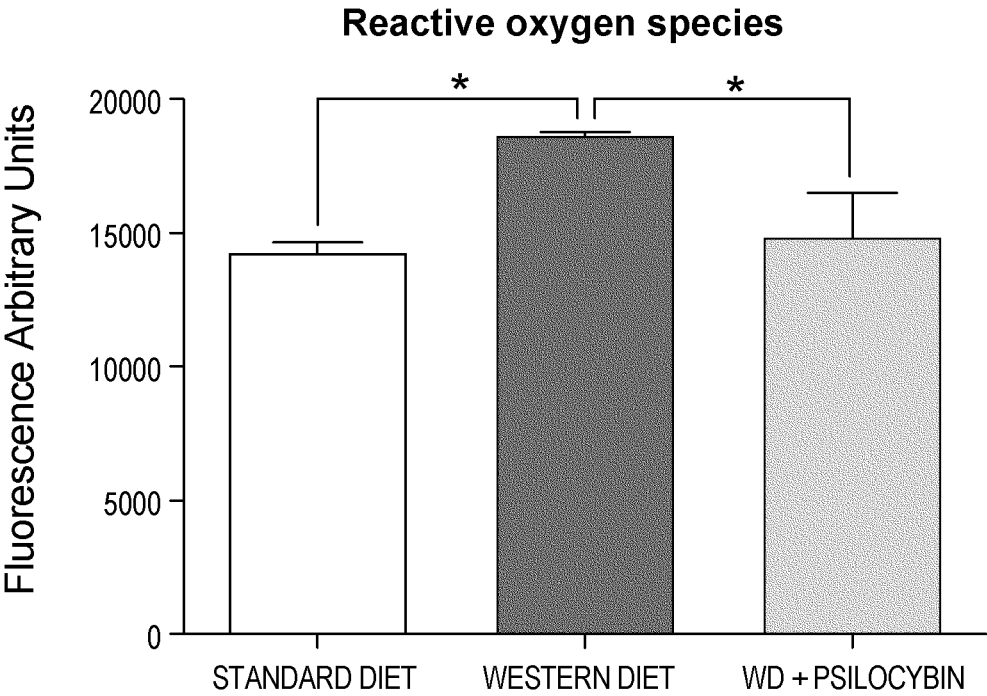 Reactive oxygen species
Fluorescence Arbitrary Units
* *
20000
15000
10000
5000
0
STANDARD DIET WESTERN DIET WD + PSILOCYBIN